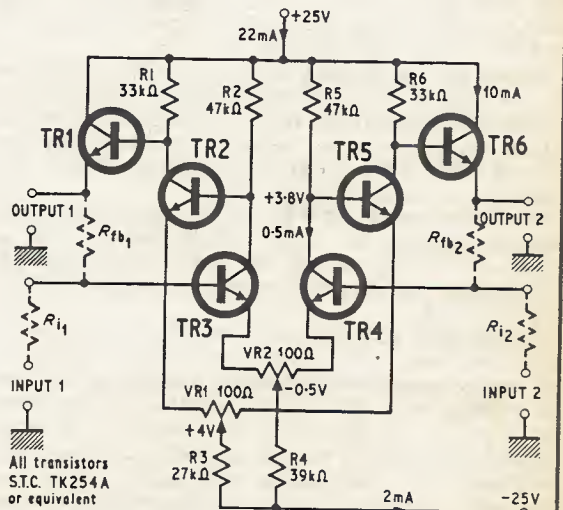 +25V
22mA
R1
33kΩ
R2
47kΩ
R5
47kΩ
R6
33kΩ
10mA
TR1
TR2
TR5
TR6
OUTPUT 1
+3.8V
OUTPUT 2
Rfb1
0.5mA
Rfb2
TR3
TR4
Ri1
Ri2
VR2 100Ω
INPUT 1
VR1 100Ω
-0.5V
INPUT 2
+4V
R3
27kΩ
R4
39kΩ
All transistors
S.T.C. TK254A
or equivalent
2mA
-25V